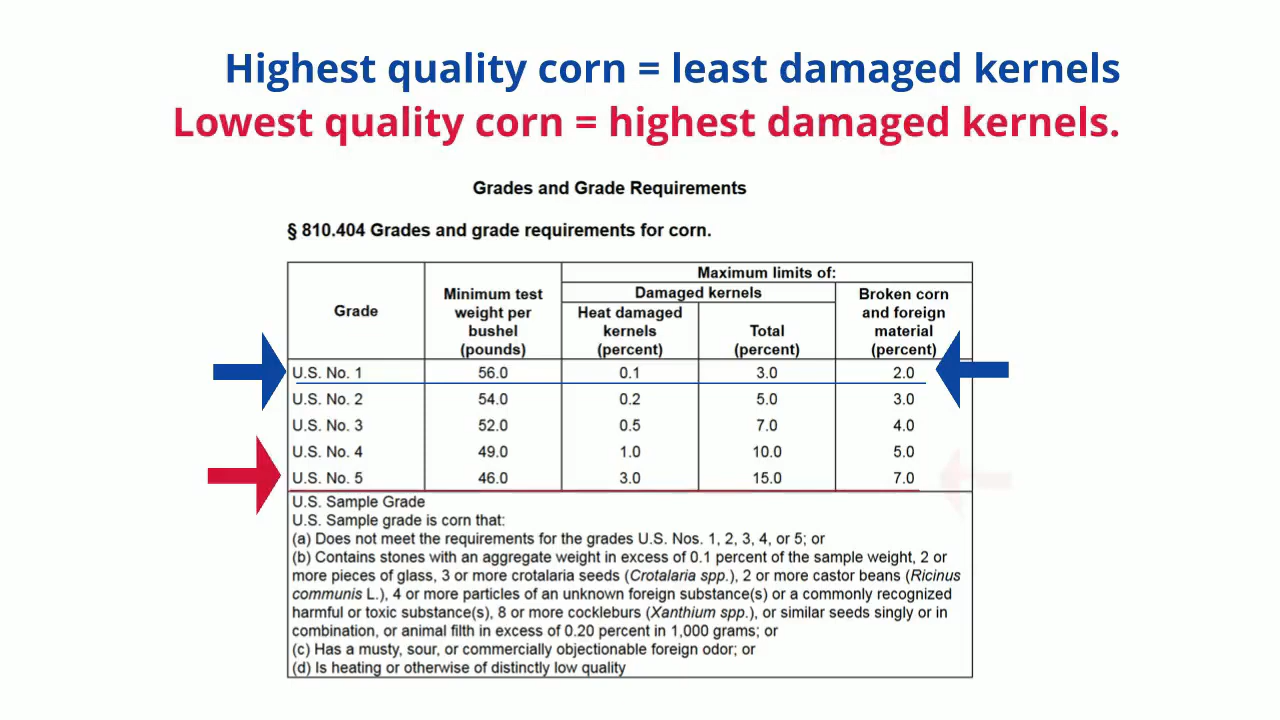 Highest quality corn = least damaged kernels
Lowest quality corn = highest damaged kernels.
Grades and Grade Requirements
§ 810.404 Grades and grade requirements for corn.
Grade
Minimum test
weight per
bushel
(pounds)
Maximum limits of:
Damaged kernels
Heat damaged
kernels
(percent)
Total
(percent)
Broken corn
and foreign
material
(percent)
U.S. No. 1 56.0 0.1 3.0 2.0
U.S. No. 2 54.0 0.2 5.0 3.0
U.S. No. 3 52.0 0.5 7.0 4.0
U.S. No. 4 49.0 1.0 10.0 5.0
U.S. No. 5 46.0 3.0 15.0 7.0
U.S. Sample Grade
U.S. Sample grade is corn that:
(a) Does not meet the requirements for the grades U.S. Nos. 1, 2, 3, 4, or 5; or
(b) Contains stones with an aggregate weight in excess of 0.1 percent of the sample weight, 2 or
more pieces of glass, 3 or more crotalaria seeds (Crotalaria spp.), 2 or more castor beans (Ricinus
communis L.), 4 or more particles of an unknown foreign substance(s) or a commonly recognized
harmful or toxic substance(s), 8 or more cockleburs (Xanthium spp.), or similar seeds singly or in
combination, or animal filth in excess of 0.20 percent in 1,000 grams; or
(c) Has a musty, sour, or commercially objectionable foreign odor; or
(d) Is heating or otherwise of distinctly low quality